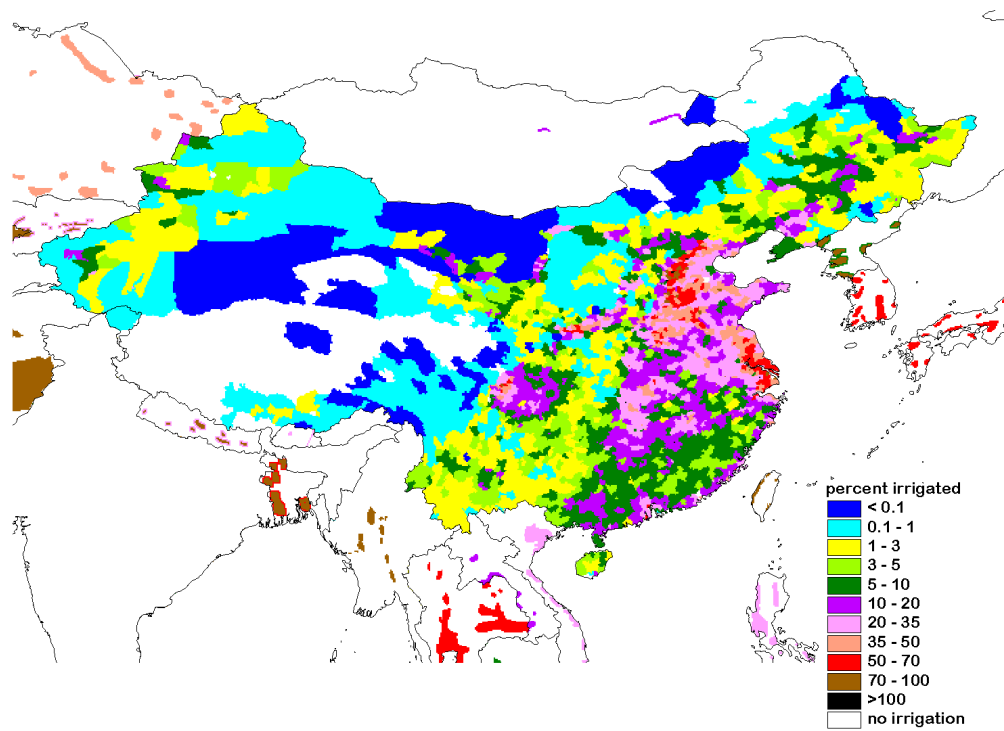 percent irrigated
< 0.1
0.1 - 1
1 - 3
3 - 5
5 - 10
10 - 20
20 - 35
35 - 50
50 - 70
70 - 100
>100
no irrigation